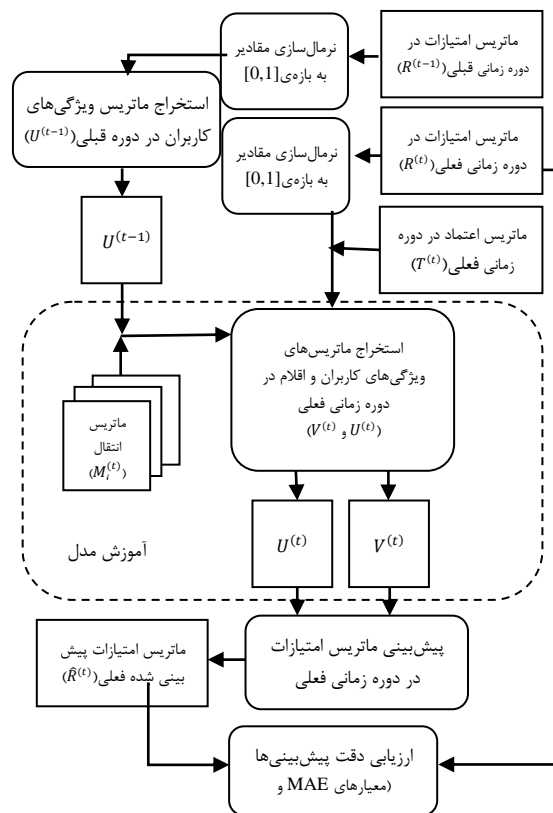 ماتریس امتیازات در
دوره زمانی قبلی(R^(t−1))
نرمال‌سازی مقادیر
به بازه‌ی[0,1]
استخراج ماتریس ویژگی‌های
کاربران در دوره قبلی(U^(t−1))
ماتریس امتیازات در
دوره زمانی فعلی(R^(t))
نرمال‌سازی مقادیر
به بازه‌ی[0,1]
U^(t−1)
ماتریس اعتماد در دوره
زمانی فعلی(T^(t))
استخراج ماتریس‌های
ویژگی‌های کاربران و اقلام در
دوره زمانی فعلی
(U^(t) و V^(t))
ماتریس
انتقال
(M_i^(t))
U^(t)
V^(t)
آموزش مدل
پیش‌بینی ماتریس امتیازات
در دوره زمانی فعلی
ماتریس امتیازات پیش
بینی شده فعلی(R̂^(t))
ارزیابی دقت پیش‌بینی‌ها
(معیارهای MAE و